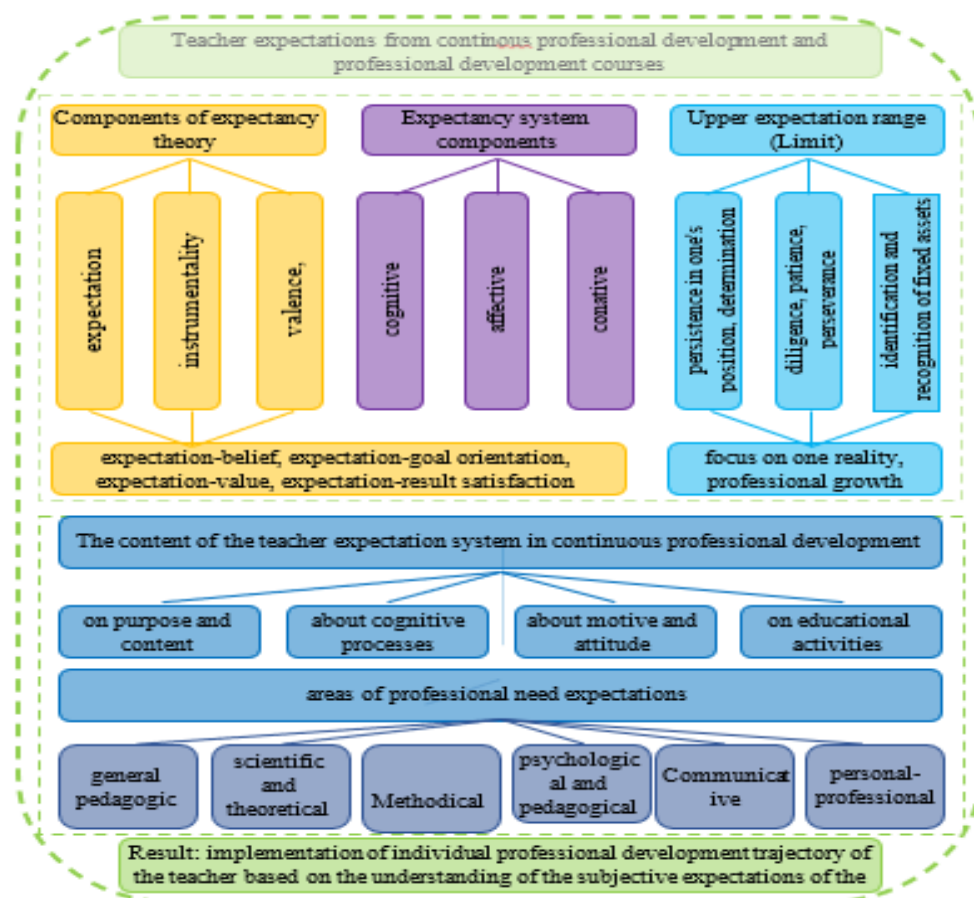 Teacher expectations from continous professional development and
professional development courses
Components of expectancy
theory
Expectancy system
components
Upper expectation range
(Limit)
expectation
instrumentality
valence,
cognitive
affective
conative
persistence in one's
position, determination
diligence, patience,
perseverance
identification and
recognition of fixed assets
expectation-belief, expectation-goal orientation,
expectation-value, expectation-result satisfaction
focus on one reality,
professional growth
The content of the teacher expectation system in continuous professional development
on purpose and
content
about cognitive
processes
about motive and
attitude
on educational
activities
areas of professional need expectations
general
pedagogic
scientific
and
theoretical
Methodical
psychologic
al and
pedagogical
Communicat
ive
personal-
professional
Result: implementation of individual professional development trajectory of
the teacher based on the understanding of the subjective expectations of the